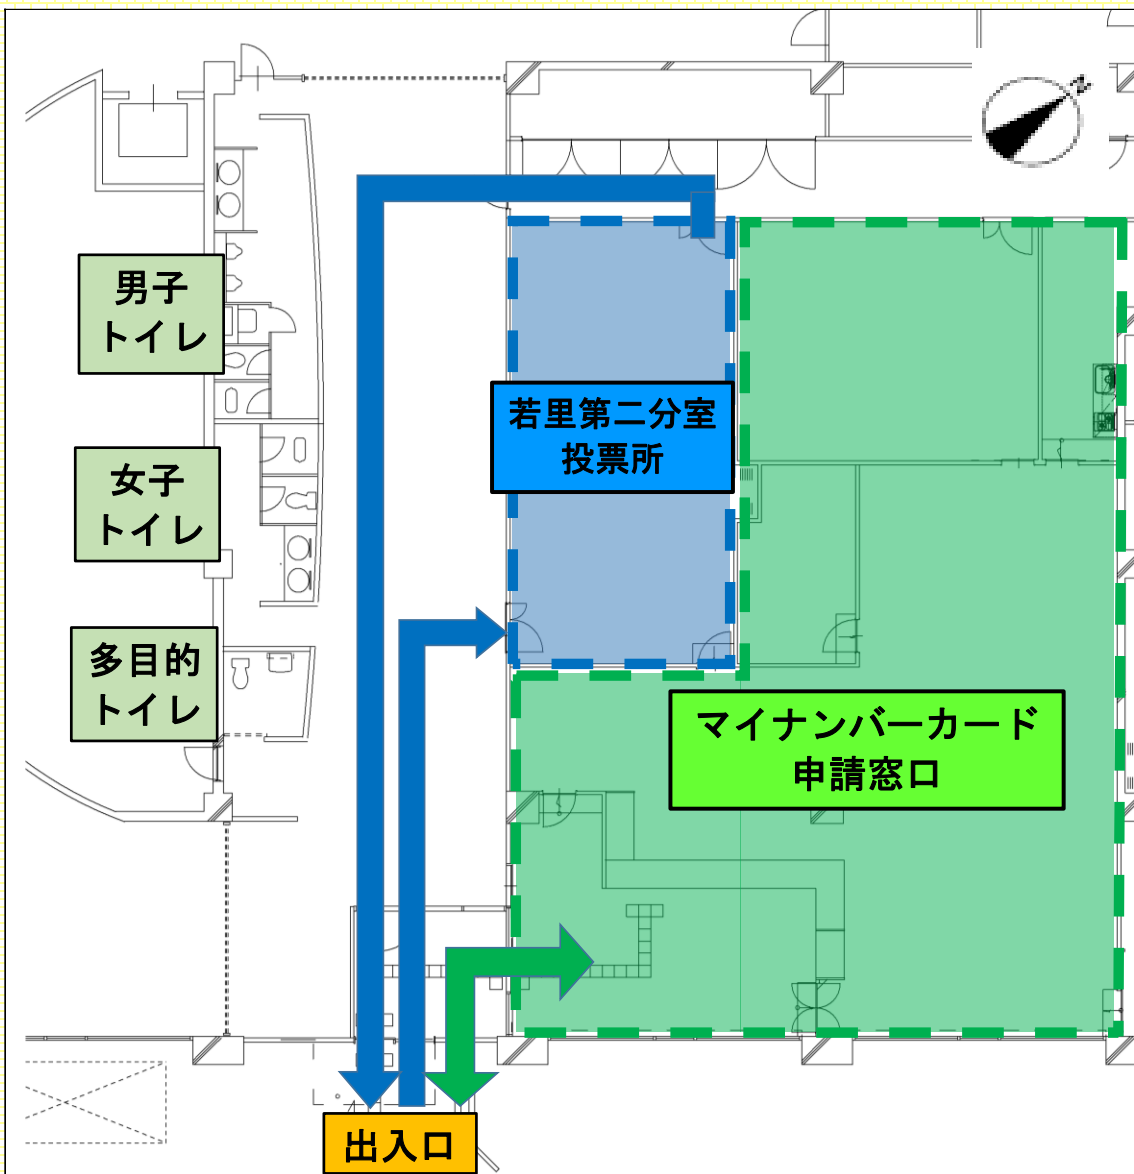 男子
トイレ
若里第二分室
投票所
女子
トイレ
多目的
トイレ
マイナンバーカード
申請窓口
出入口